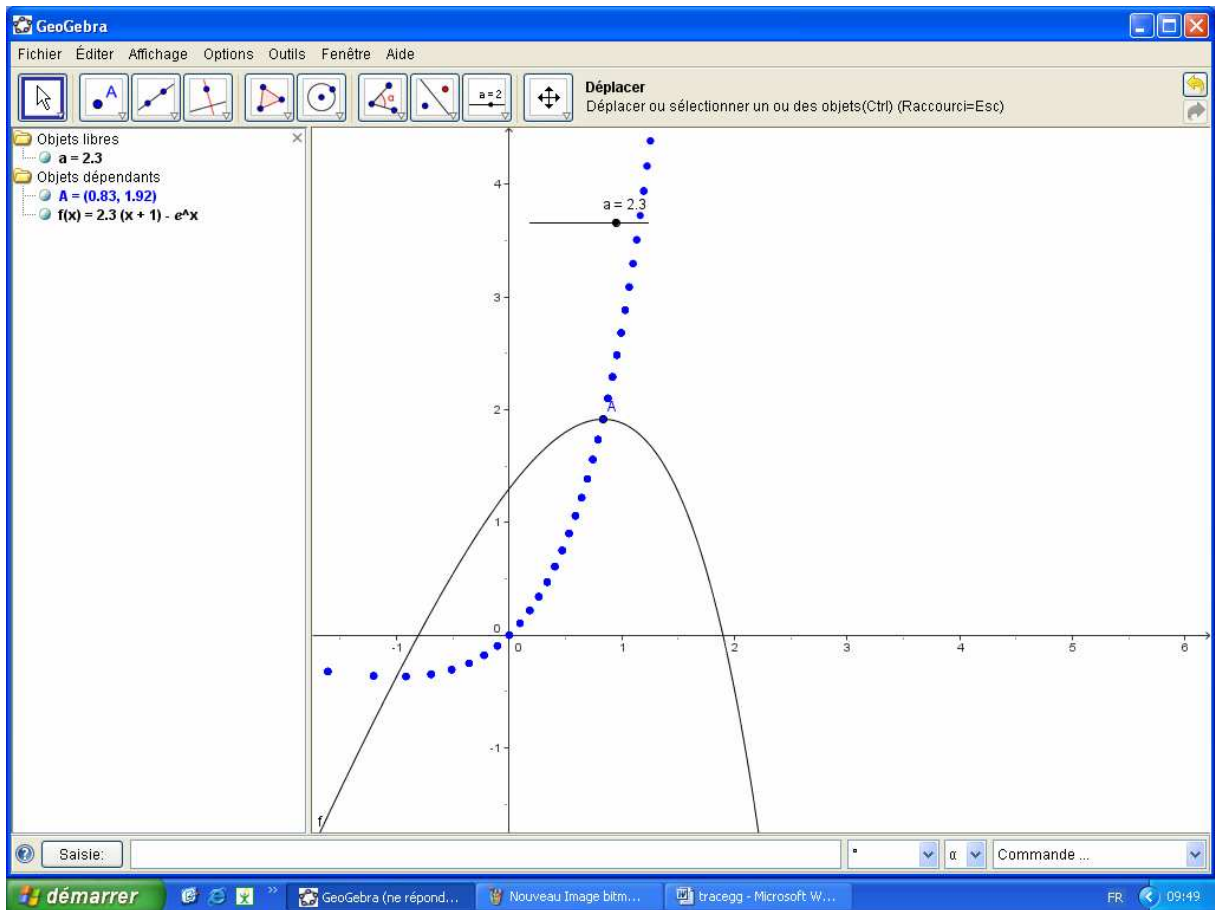 GeoGebra
Fichier Éditer Affichage Options Outils Fenêtre Aide
A
α
a = 2
Déplacer
Déplacer ou sélectionner un ou des objets(Ctrl) (Raccourci=Esc)
Objets libres
a = 2.3
Objets dépendants
A = (0.83, 1.92)
f(x) = 2.3 (x + 1) - e^x
4
a = 2.3
3
2
A
1
0
-1 0 1 2 3 4 5 6
-1
f
Saisie: ° α Commande ...
démarrer » GeoGebra (ne répond... Nouveau Image bitm... tracegg - Microsoft W... FR 09:49